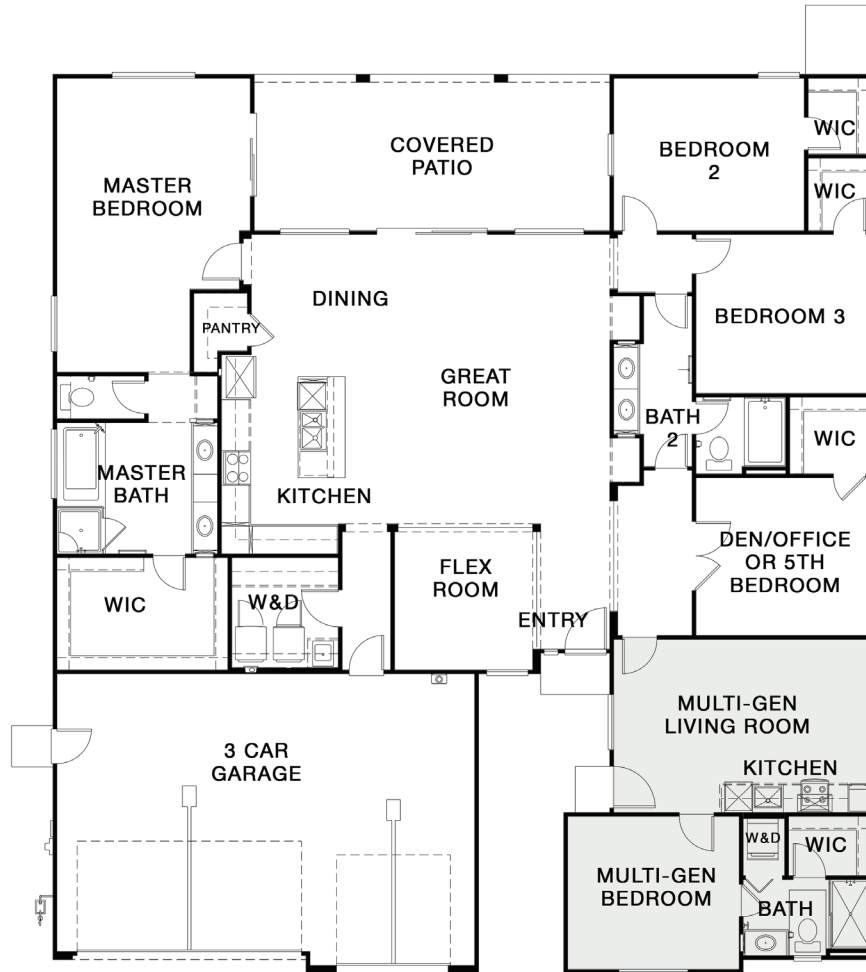 COVERED
PATIO
MASTER
BEDROOM
BEDROOM
2
WIC
WIC
DINING
PANTRY
BEDROOM 3
GREAT
ROOM
BATH
2
WIC
MASTER
BATH
KITCHEN
DEN/OFFICE
OR 5TH
BEDROOM
FLEX
ROOM
WIC
W&D
ENTRY
MULTI-GEN
LIVING ROOM
3 CAR
GARAGE
KITCHEN
W&D
WIC
MULTI-GEN
BEDROOM
BATH